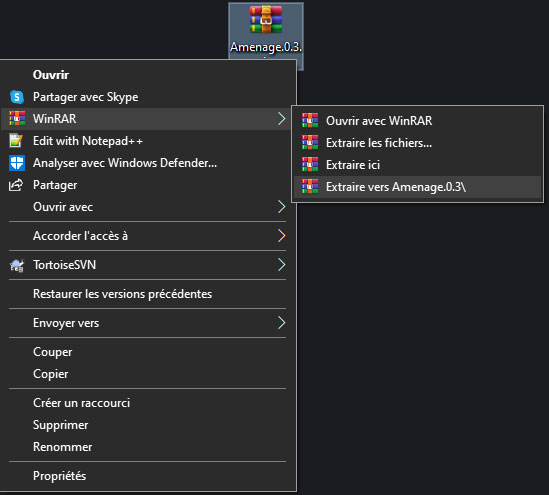 Amenage.0.3.
Ouvrir
Partager avec Skype
WinRAR
Edit with Notepad++
Analyser avec Windows Defender...
Partager
Ouvrir avec
Accorder l'accès à
TortoiseSVN
Restaurer les versions précédentes
Envoyer vers
Couper
Copier
Créer un raccourci
Supprimer
Renommer
Propriétés
Ouvrir avec WinRAR
Extraire les fichiers...
Extraire ici
Extraire vers Amenage.0.3\